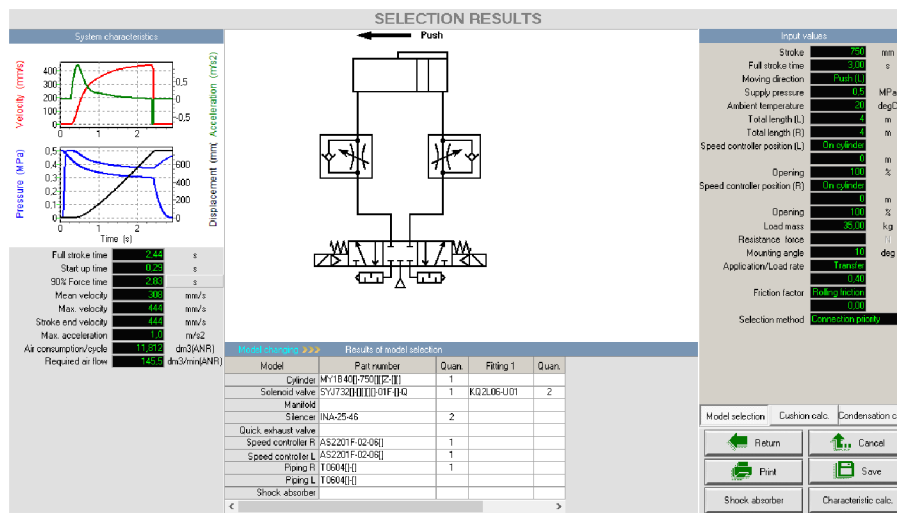 SELECTION RESULTS
System characteristics
Velocity (mm/s)
400
300
200
100
0
0,5
0
-0,5
Acceleration (m/s2)
0 1 2
Pressure (MPa)
0,5
0,4
0,3
0,2
0,1
0
600
400
200
0
Displacement (mm)
0 1 2
Time (s)
Full stroke time 2,44 s
Start up time 0,29 s
90% Force time 2,83 s
Mean velocity 308 mm/s
Max. velocity 444 mm/s
Stroke end velocity 444 mm/s
Max. acceleration 1,0 m/s2
Air consumption/cycle 11,812 dm3(ANR)
Required air flow 145,5 dm3/min(ANR)
Push
Model changing >>> Results of model selection
Model Part number Quan. Fitting 1 Quan.
Cylinder MY1B40[]-750[][]Z-[][] 1
Solenoid valve SYJ732[]-[][][][]-01F-[]-Q 1 KQ2L06-U01 2
Manifold
Silencer INA-25-46 2
Quick exhaust valve
Speed controller R AS2201F-02-06[] 1
Speed controller L AS2201F-02-06[] 1
Piping R T0604[]-[] 1
Piping L T0604[]-[]
Shock absorber
Input values
Stroke 750 mm
Full stroke time 3,00 s
Moving direction Push (L)
Supply pressure 0,5 MPa
Ambient temperature 20 degC
Total length (L) 4 m
Total length (R) 4 m
Speed controller position (L) On cylinder
0 m
Opening 100 %
Speed controller position (R) On cylinder
0 m
Opening 100 %
Load mass 35,00 kg
Resistance force N
Mounting angle 10 deg
Application/Load rate Transfer
0,40
Friction factor Rolling friction
0,00
Selection method Connection priority
Model selection Cushion calc. Condensation c
Return Cancel
Print Save
Shock absorber Characteristic calc.